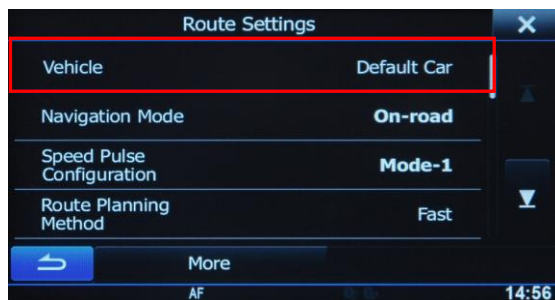 Route Settings
Vehicle Default Car
Navigation Mode On-road
Speed Pulse
Configuration Mode-1
Route Planning
Method Fast
More
AF 14:56